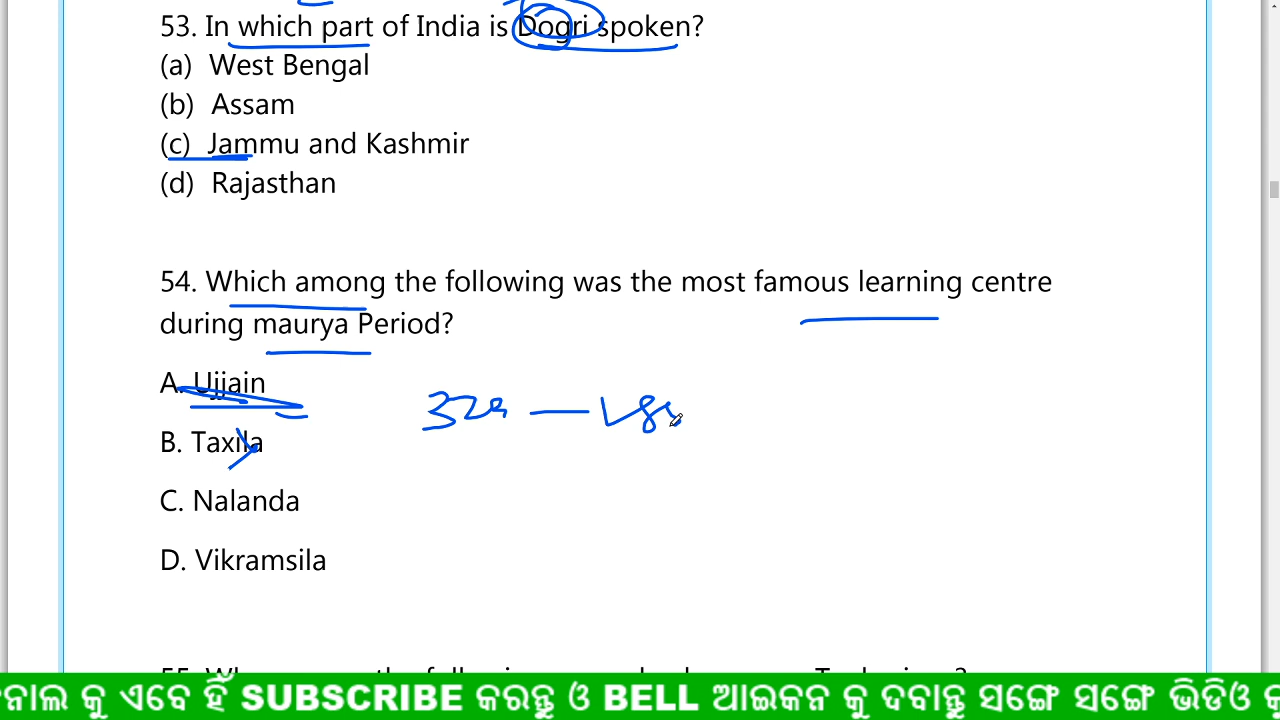 53. In which part of India is Dogri spoken?
(a) West Bengal
(b) Assam
(c) Jammu and Kashmir
(d) Rajasthan
54. Which among the following was the most famous learning centre
during maurya Period?
A. Ujjain
B. Taxila
C. Nalanda
D. Vikramsila
କୁ ଏବେ ହିଁ SUBSCRIBE କରନ୍ତୁ ଓ BELL ଆଇକନ କୁ ଦବାନ୍ତୁ ସଙ୍ଗେ ସଙ୍ଗେ ଭିଡିଓ